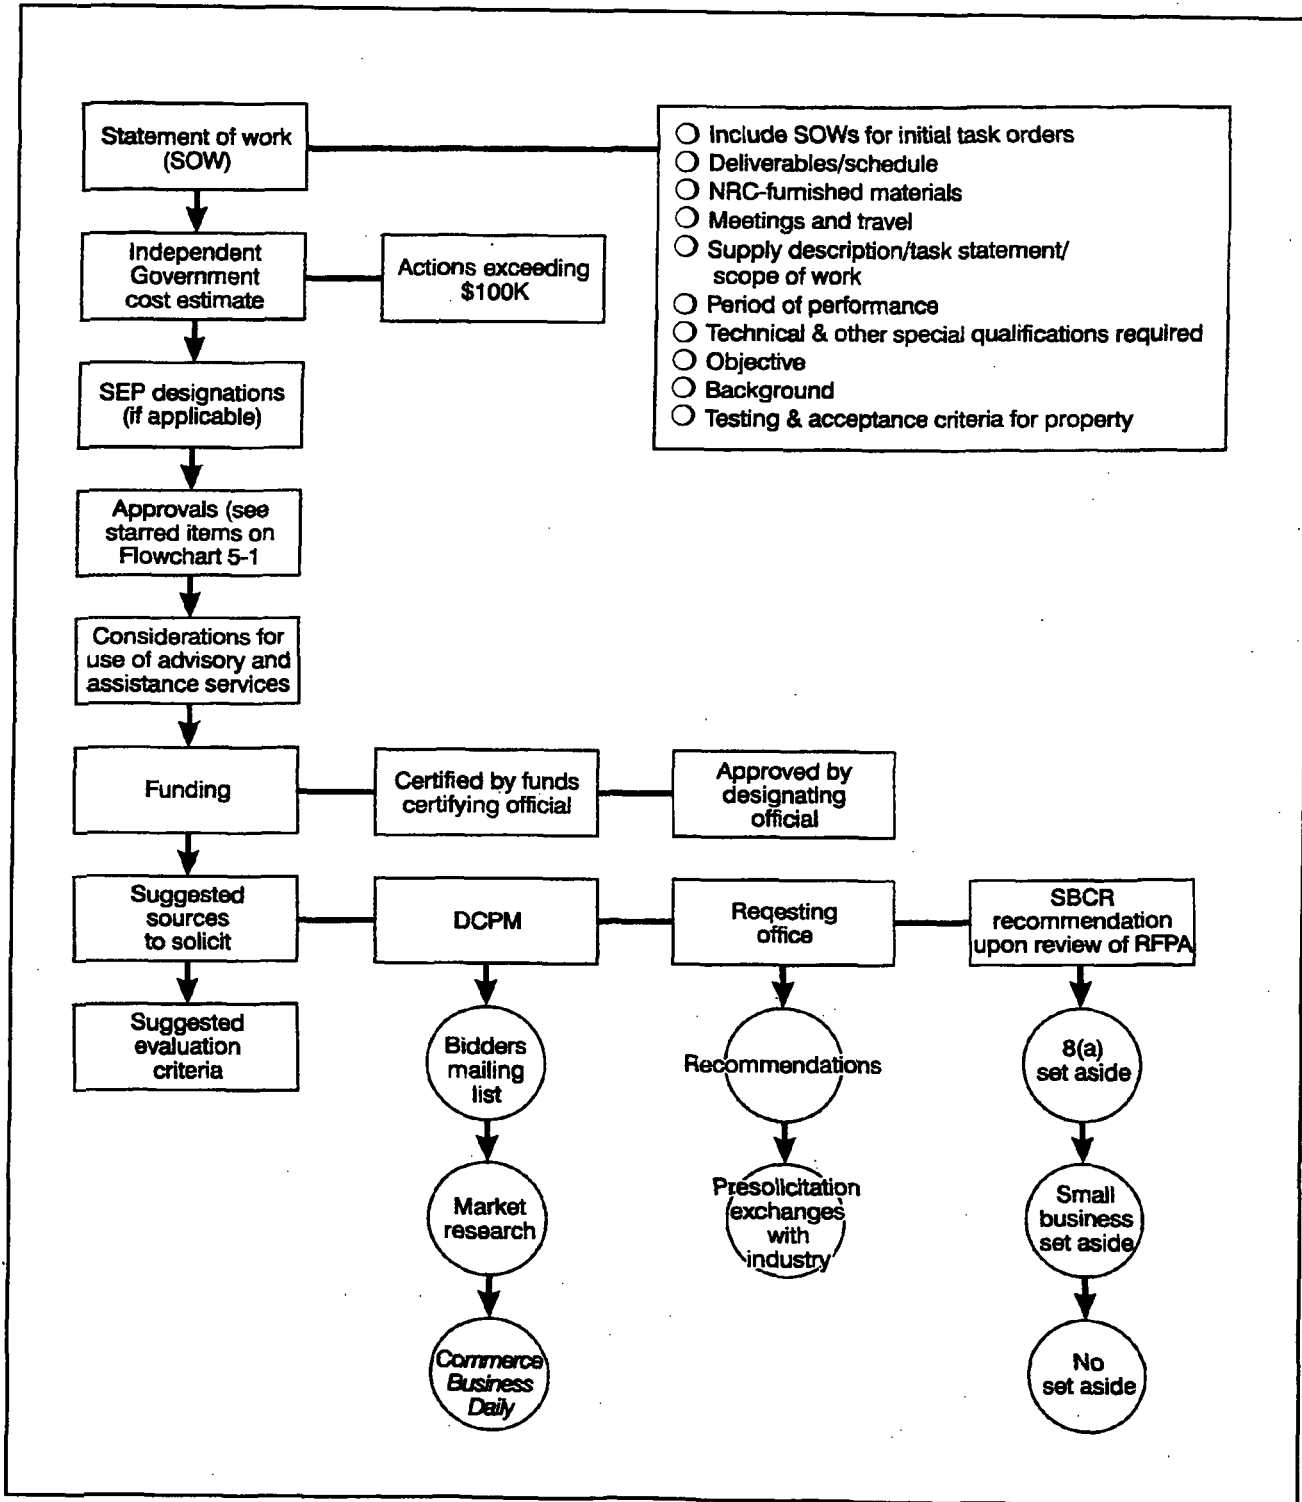 Statement of work
(SOW)
○ Include SOWs for initial task orders
○ Deliverables/schedule
○ NRC-furnished materials
○ Meetings and travel
○ Supply description/task statement/
scope of work
○ Period of performance
○ Technical & other special qualifications required
○ Objective
○ Background
○ Testing & acceptance criteria for property
Independent
Government
cost estimate
Actions exceeding
$100K
SEP designations
(if applicable)
Approvals (see
starred items on
Flowchart 5-1
Considerations for
use of advisory and
assistance services
Funding
Certified by funds
certifying official
Approved by
designating
official
Suggested
sources
to solicit
DCPM
Reqesting
office
SBCR
recommendation
upon review of RFPA
Suggested
evaluation
criteria
Bidders
mailing
list
Recommendations
8(a)
set aside
Market
research
Presolicitation
exchanges
with
industry
Small
business
set aside
Commerce
Business
Daily
No
set aside